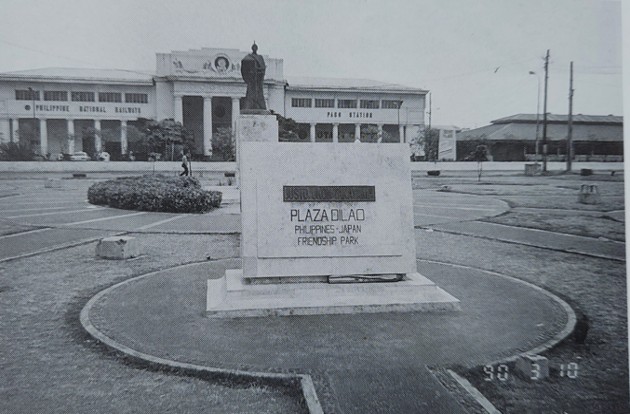 PHILIPPINE NATIONAL RAILWAYS
PACO STATION
PLAZA DILAO
PHILIPPINES-JAPAN
FRIENDSHIP PARK
90 3 10